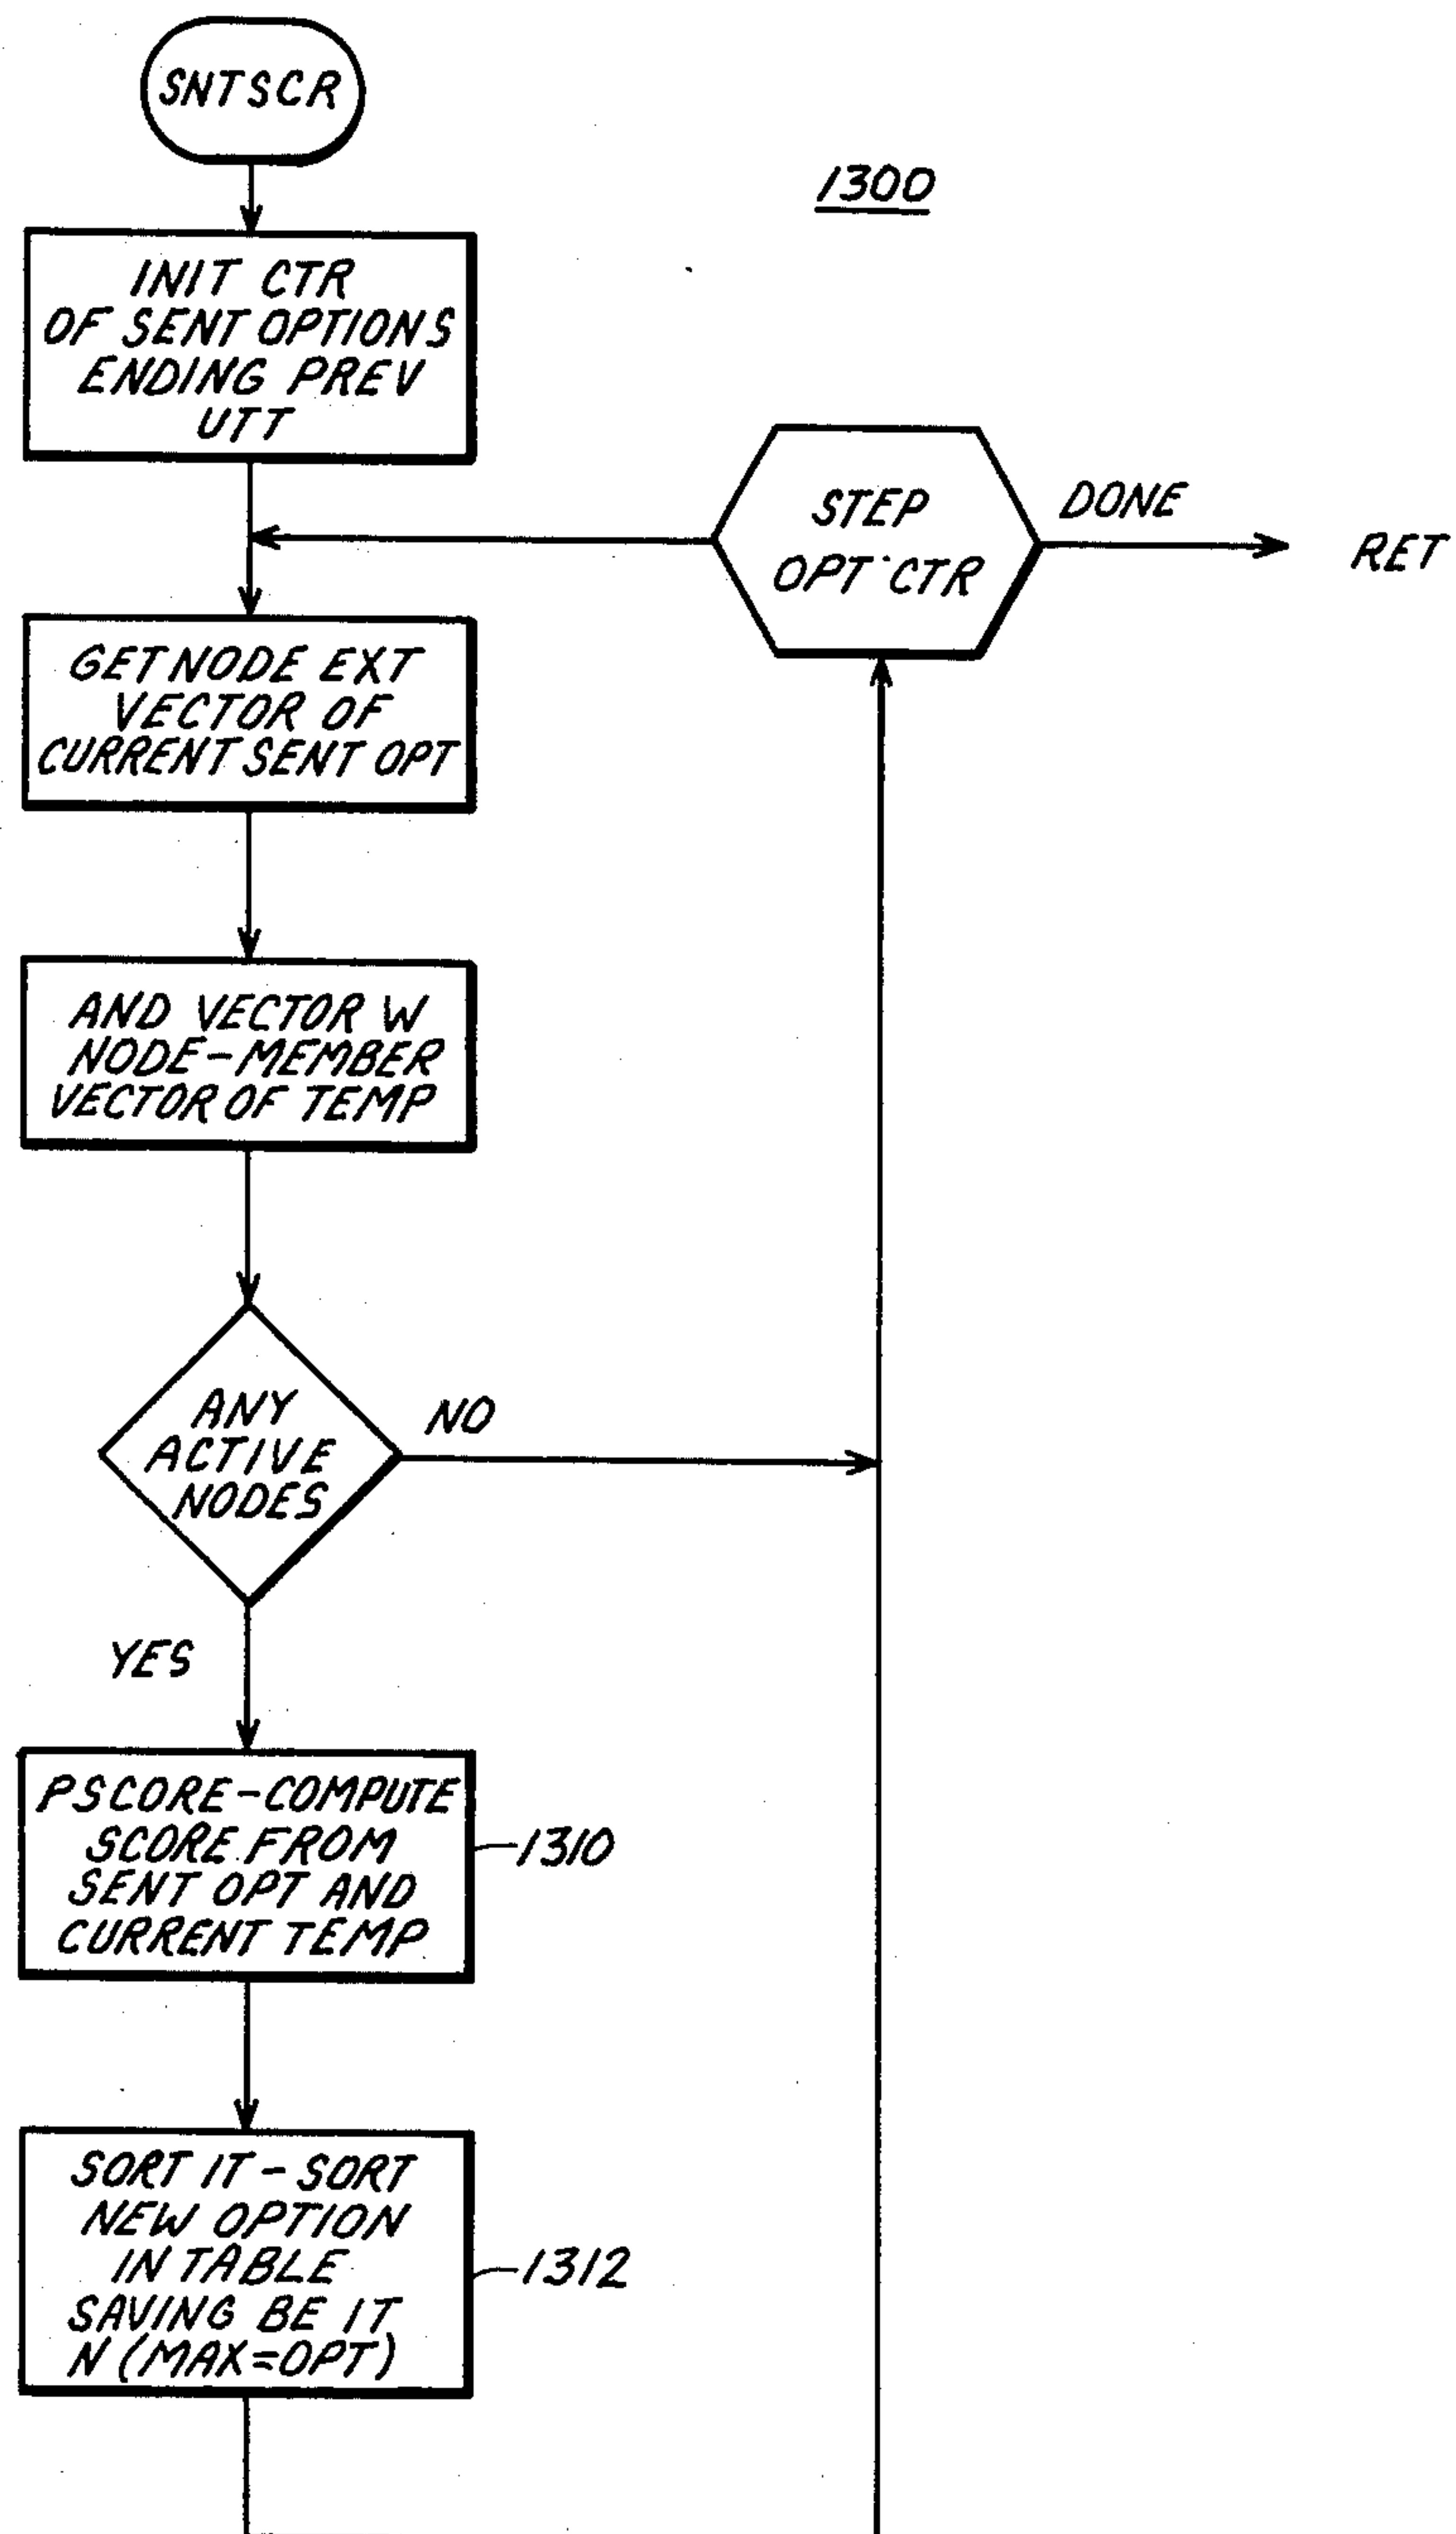 SNTSCR
1300
INIT CTR
OF SENT OPTIONS
ENDING PREV
UTT
STEP
OPT CTR
DONE
RET
GET NODE EXT
VECTOR OF
CURRENT SENT OPT
AND VECTOR W
NODE-MEMBER
VECTOR OF TEMP
ANY
ACTIVE
NODES
NO
YES
PSCORE-COMPUTE
SCORE FROM
SENT OPT AND
CURRENT TEMP
1310
SORT IT - SORT
NEW OPTION
IN TABLE
SAVING BE IT
N (MAX=OPT)
1312